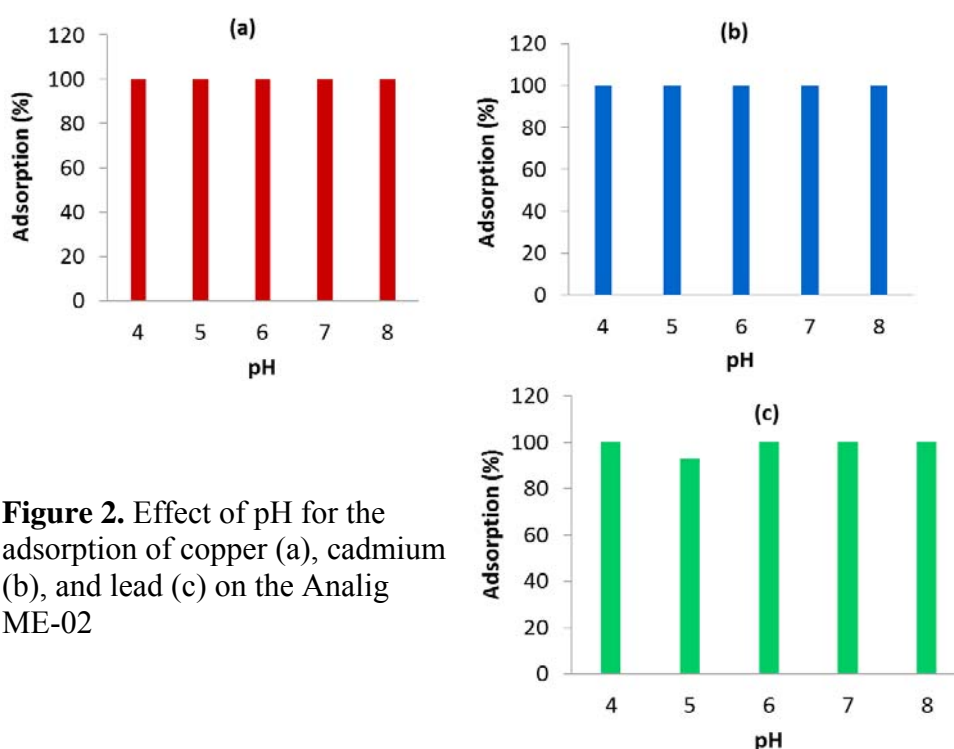 (a)
120
100
80
60
40
20
0
Adsorption (%)
4 5 6 7 8
pH
(b)
120
100
80
60
40
20
0
Adsorption (%)
4 5 6 7 8
pH
(c)
120
100
80
60
40
20
0
Adsorption (%)
4 5 6 7 8
pH
Figure 2. Effect of pH for the
adsorption of copper (a), cadmium
(b), and lead (c) on the Analig
ME-02